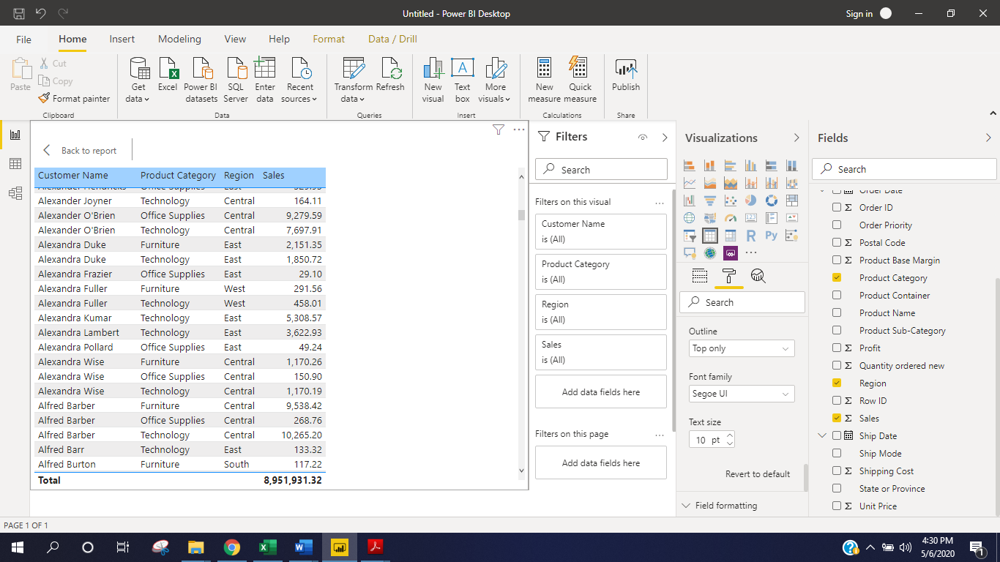 Untitled - Power BI Desktop
Sign in
File Home Insert Modeling View Help Format Data / Drill
Paste
Cut
Copy
Format painter
Clipboard
Get data
Excel
Power BI datasets
SQL Server
Enter data
Recent sources
Data
Transform data
Refresh
Queries
New visual
Text box
More visuals
Insert
New measure
Quick measure
Calculations
Publish
Share
Back to report
Customer Name Product Category Region Sales
Alexander Hendricks Office Supplies East
Alexander Joyner Technology Central 164.11
Alexander O'Brien Office Supplies Central 9,279.59
Alexander O'Brien Technology Central 7,697.91
Alexandra Duke Furniture East 2,151.35
Alexandra Duke Technology East 1,850.72
Alexandra Frazier Office Supplies East 29.10
Alexandra Fuller Furniture West 291.56
Alexandra Fuller Technology West 458.01
Alexandra Kumar Technology East 5,308.57
Alexandra Lambert Technology East 3,622.93
Alexandra Pollard Office Supplies East 49.24
Alexandra Wise Furniture Central 1,170.26
Alexandra Wise Office Supplies Central 150.90
Alexandra Wise Technology Central 1,170.19
Alfred Barber Furniture Central 9,538.42
Alfred Barber Office Supplies Central 268.76
Alfred Barber Technology Central 10,265.20
Alfred Barr Technology East 133.32
Alfred Burton Furniture South 117.22
Total 8,951,931.32
Filters
Search
Filters on this visual
Customer Name
is (All)
Product Category
is (All)
Region
is (All)
Sales
is (All)
Add data fields here
Filters on this page
Add data fields here
Visualizations
123
R
Py
Search
Outline
Top only
Font family
Segoe UI
Text size
10 pt
Revert to default
Field formatting
Fields
Search
Order Date
Σ Order ID
Order Priority
Σ Postal Code
Σ Product Base Margin
Product Category
Product Container
Product Name
Product Sub-Category
Σ Profit
Σ Quantity ordered new
Region
Σ Row ID
Σ Sales
Ship Date
Ship Mode
Σ Shipping Cost
State or Province
Σ Unit Price
PAGE 1 OF 1
4:30 PM
5/6/2020
1